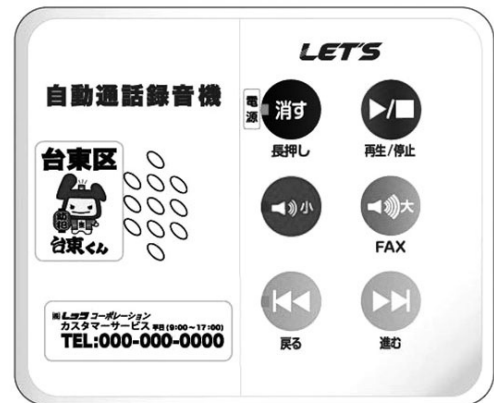 LET'S
自動通話録音機
電源
消す
長押し
再生/停止
台東区
台東くん
小
大
FAX
戻る
進む
レッツ コーポレーション
カスタマーサービス 平日(9:00～17:00)
TEL:000-000-0000